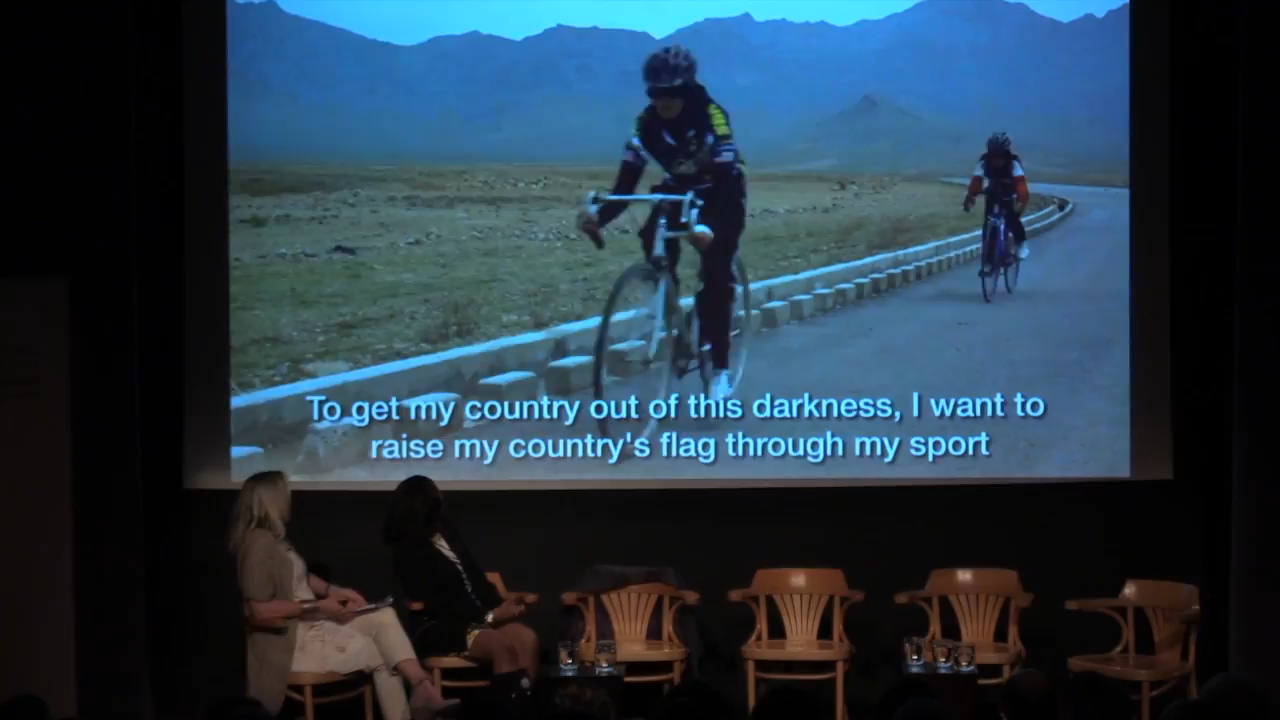 To get my country out of this darkness, I want to
raise my country's flag through my sport